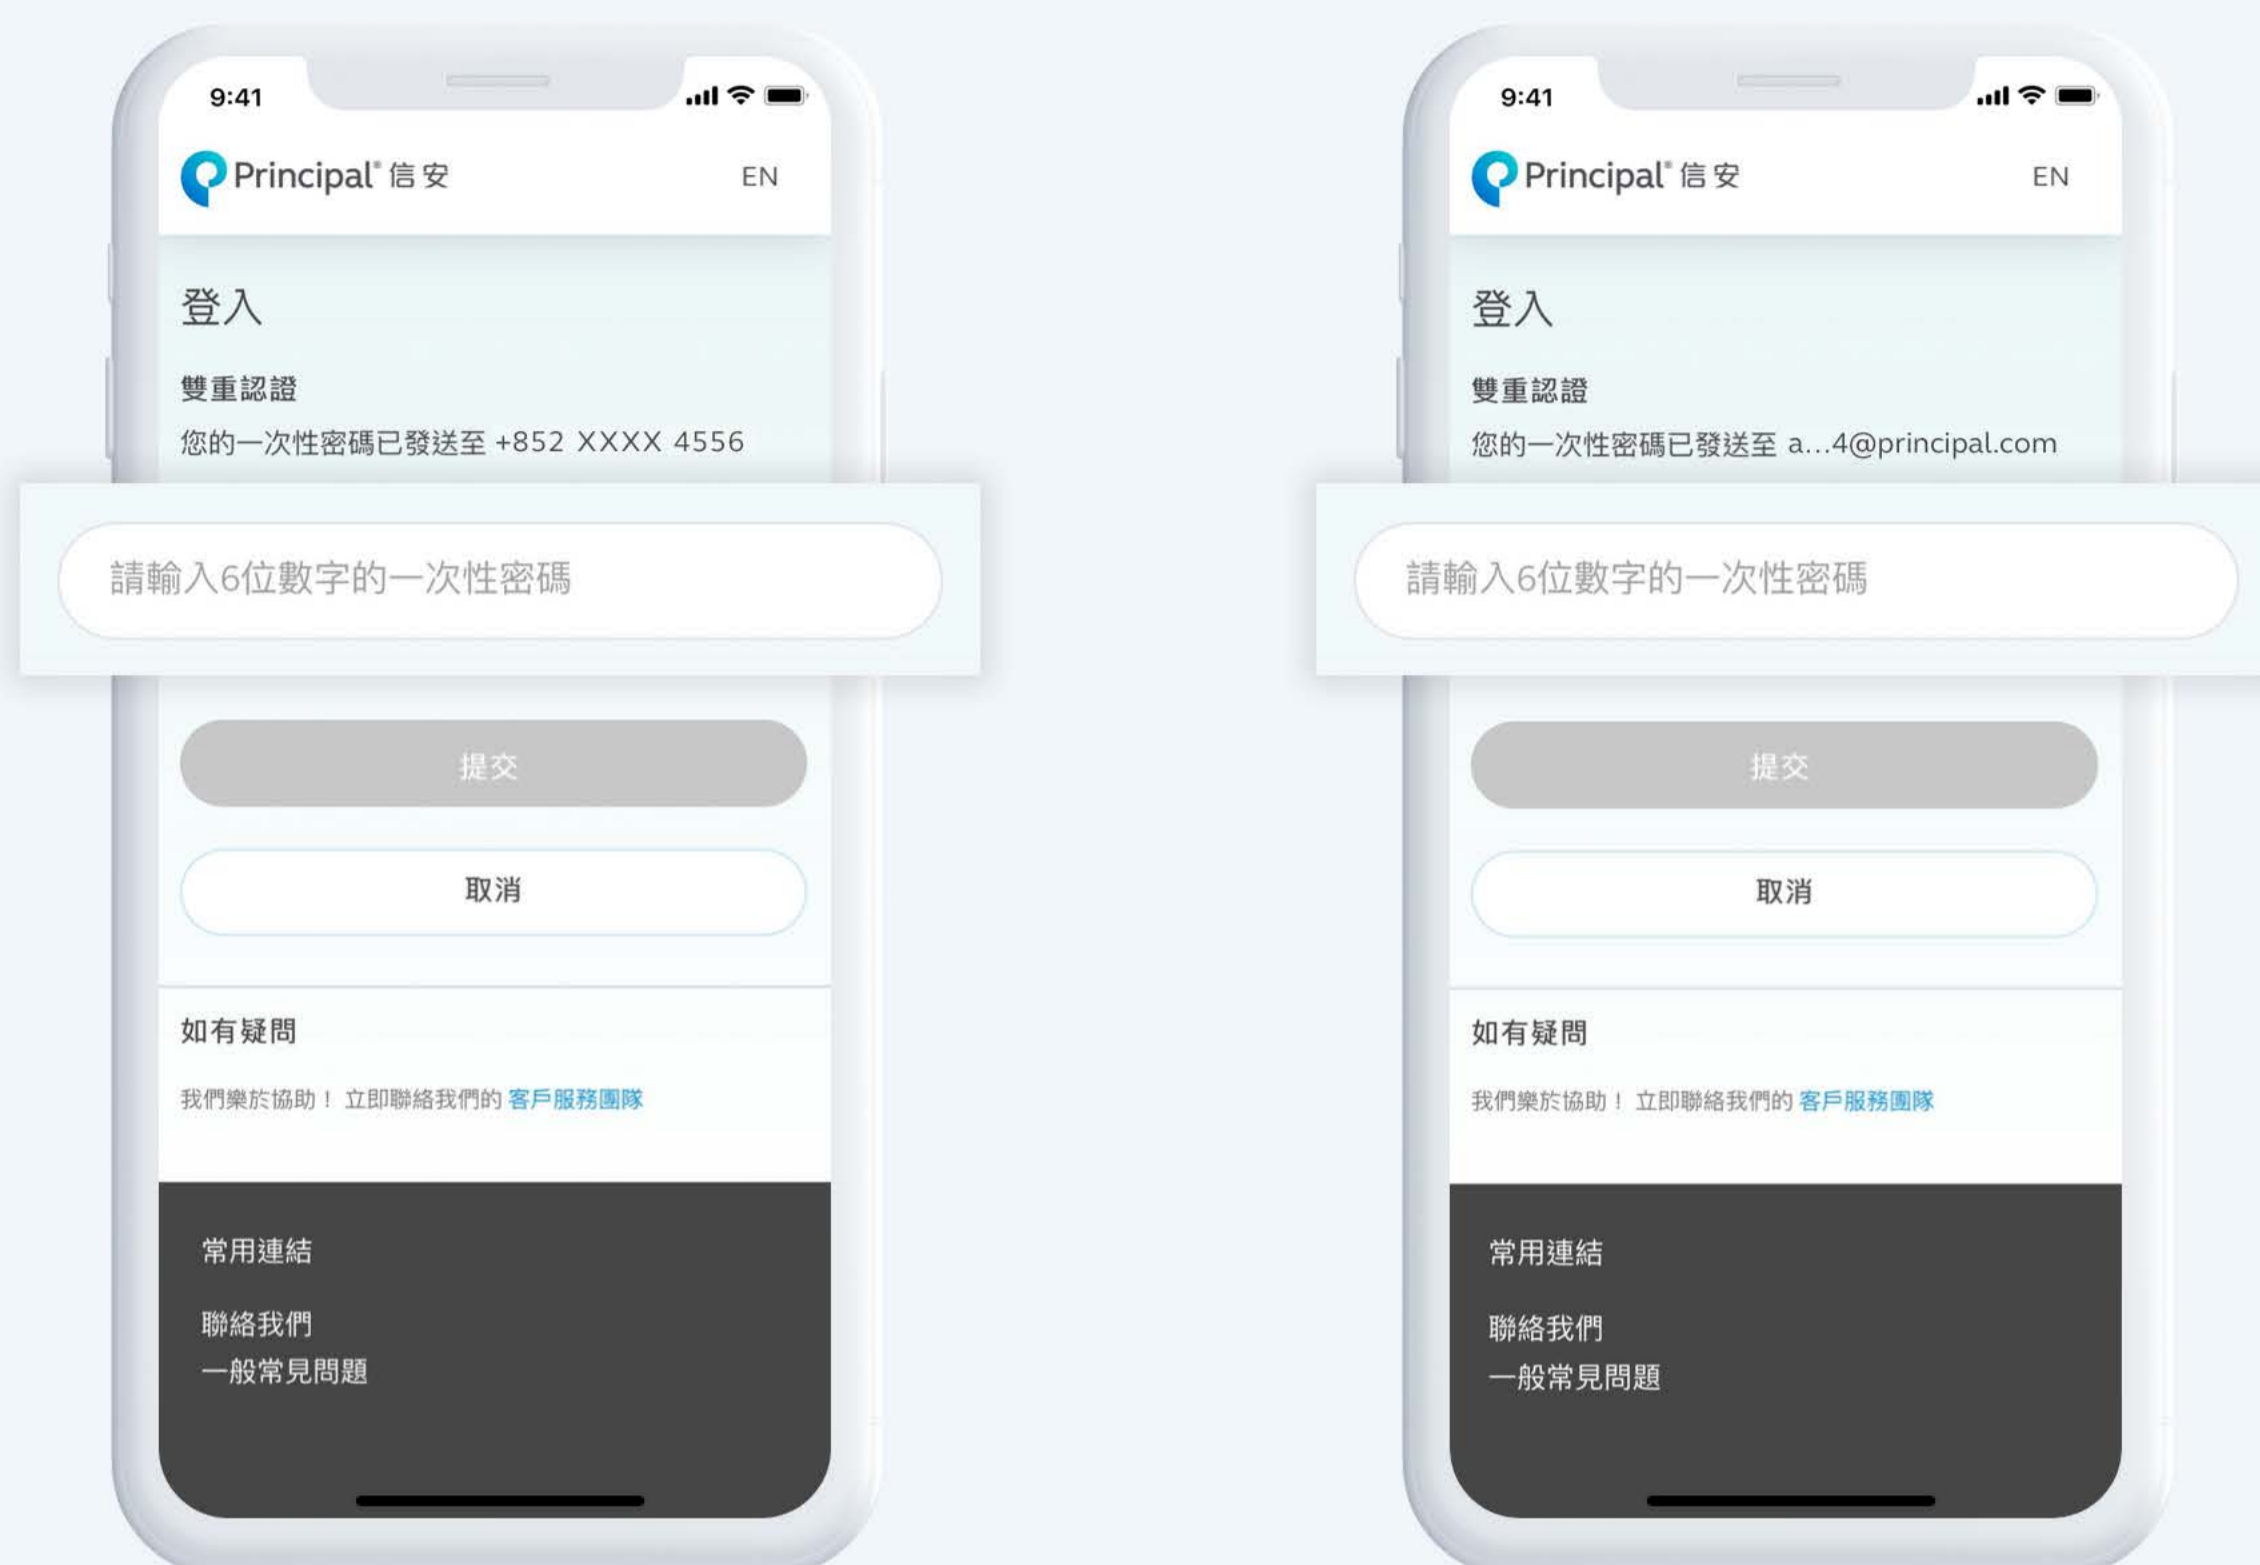 9:41
Principal® 信安
EN
登入
雙重認證
您的一次性密碼已發送至 +852 XXXX 4556
請輸入6位數字的一次性密碼
提交
取消
如有疑問
我們樂於協助！ 立即聯絡我們的 客戶服務團隊
常用連結
聯絡我們
一般常見問題
9:41
Principal® 信安
EN
登入
雙重認證
您的一次性密碼已發送至 a...4@principal.com
請輸入6位數字的一次性密碼
提交
取消
如有疑問
我們樂於協助！ 立即聯絡我們的 客戶服務團隊
常用連結
聯絡我們
一般常見問題